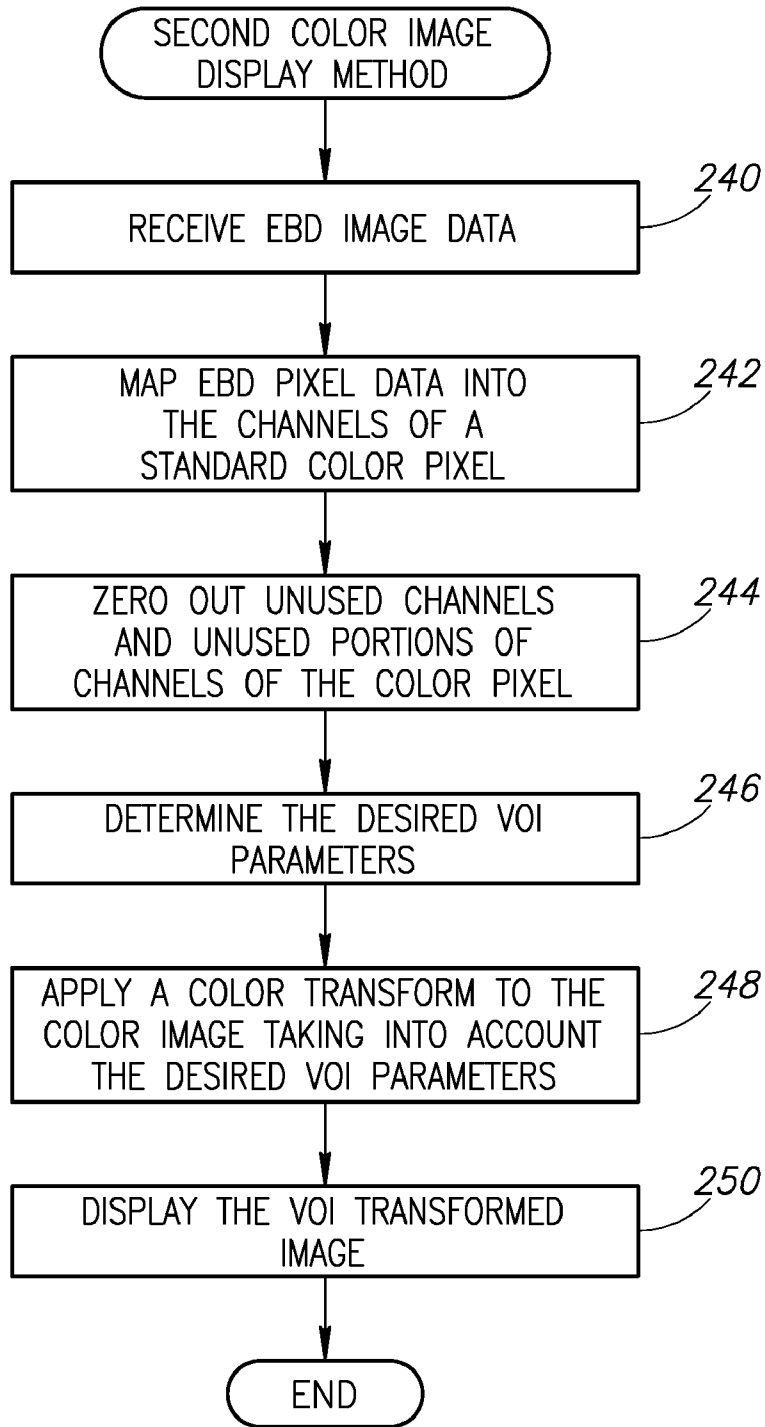 SECOND COLOR IMAGE
DISPLAY METHOD
240
RECEIVE EBD IMAGE DATA
242
MAP EBD PIXEL DATA INTO
THE CHANNELS OF A
STANDARD COLOR PIXEL
244
ZERO OUT UNUSED CHANNELS
AND UNUSED PORTIONS OF
CHANNELS OF THE COLOR PIXEL
246
DETERMINE THE DESIRED VOI
PARAMETERS
248
APPLY A COLOR TRANSFORM TO THE
COLOR IMAGE TAKING INTO ACCOUNT
THE DESIRED VOI PARAMETERS
250
DISPLAY THE VOI TRANSFORMED
IMAGE
END